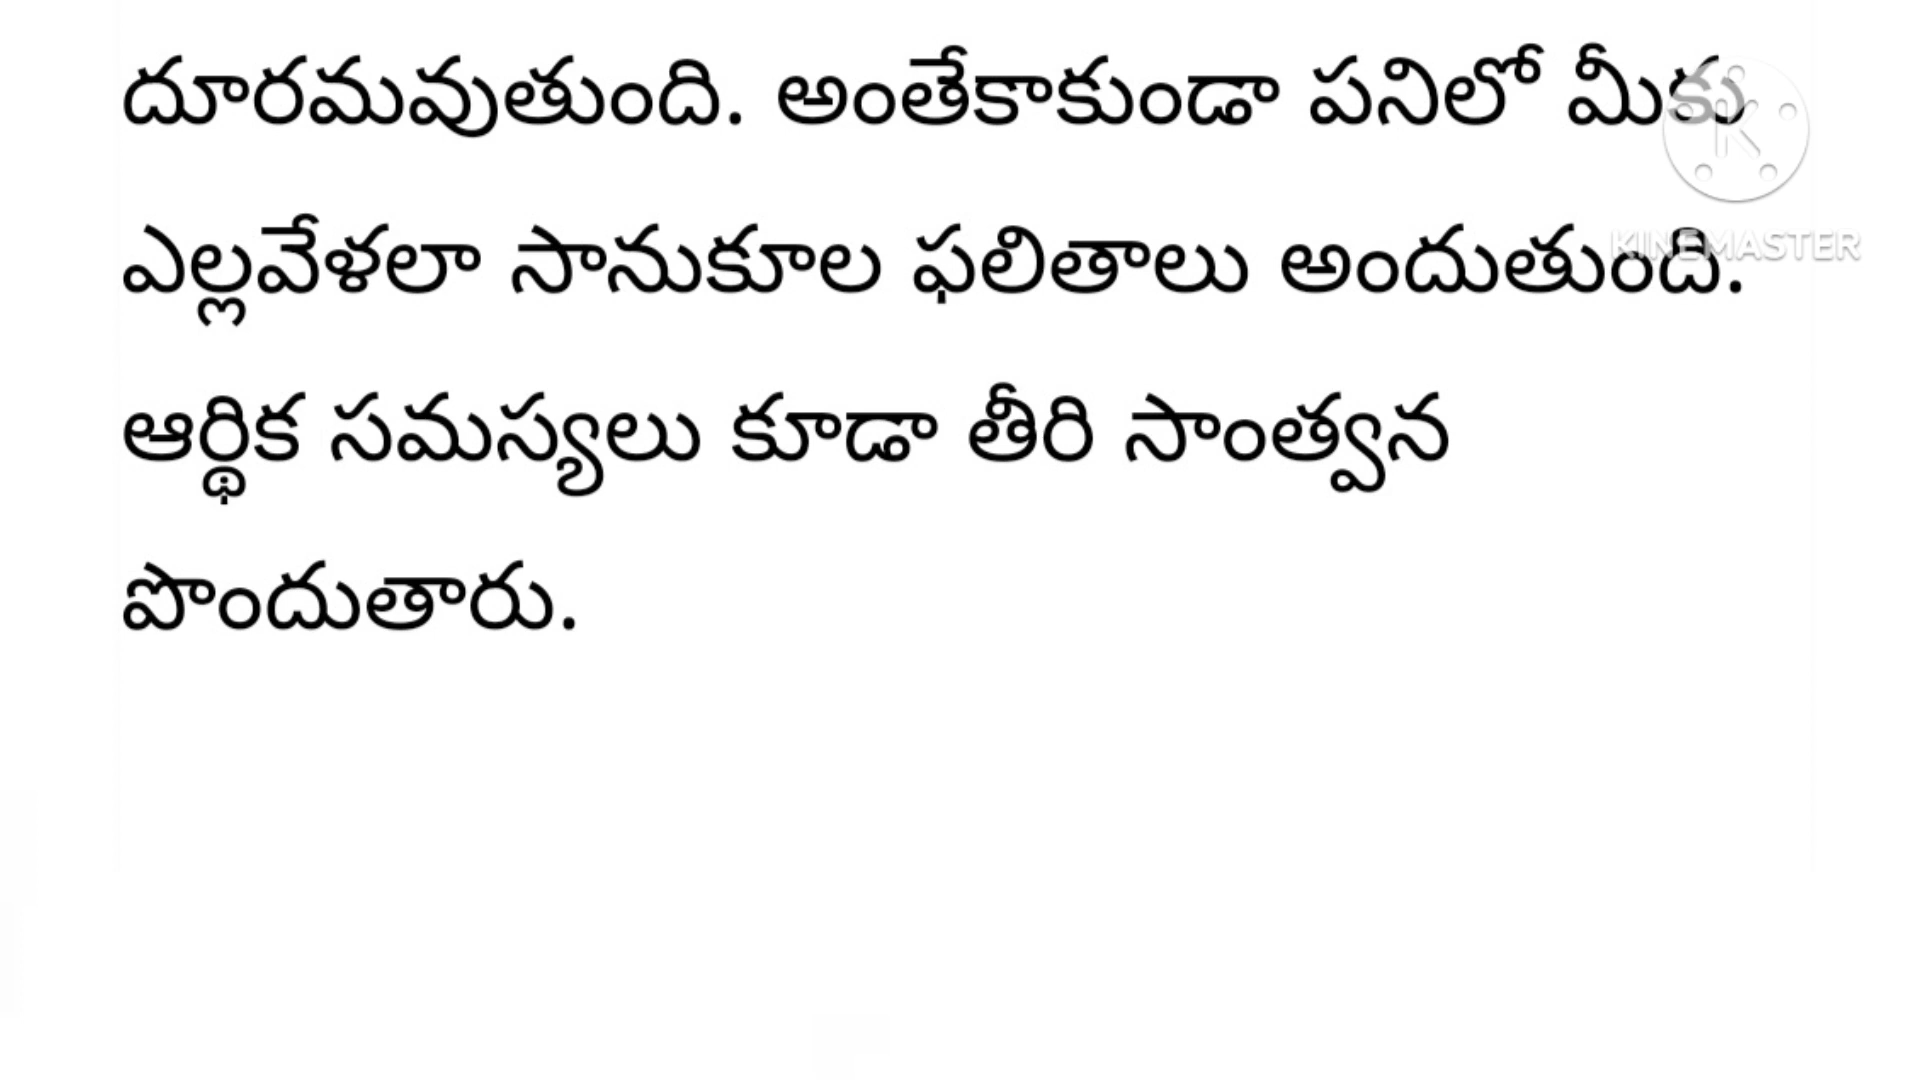 దూరమవుతుంది. అంతేకాకుండా పనిలో మీకు
ఎల్లవేళలా సానుకూల ఫలితాలు అందుతుంది.
KINEMASTER
ఆర్థిక సమస్యలు కూడా తీరి సాంత్వన
పొందుతారు.